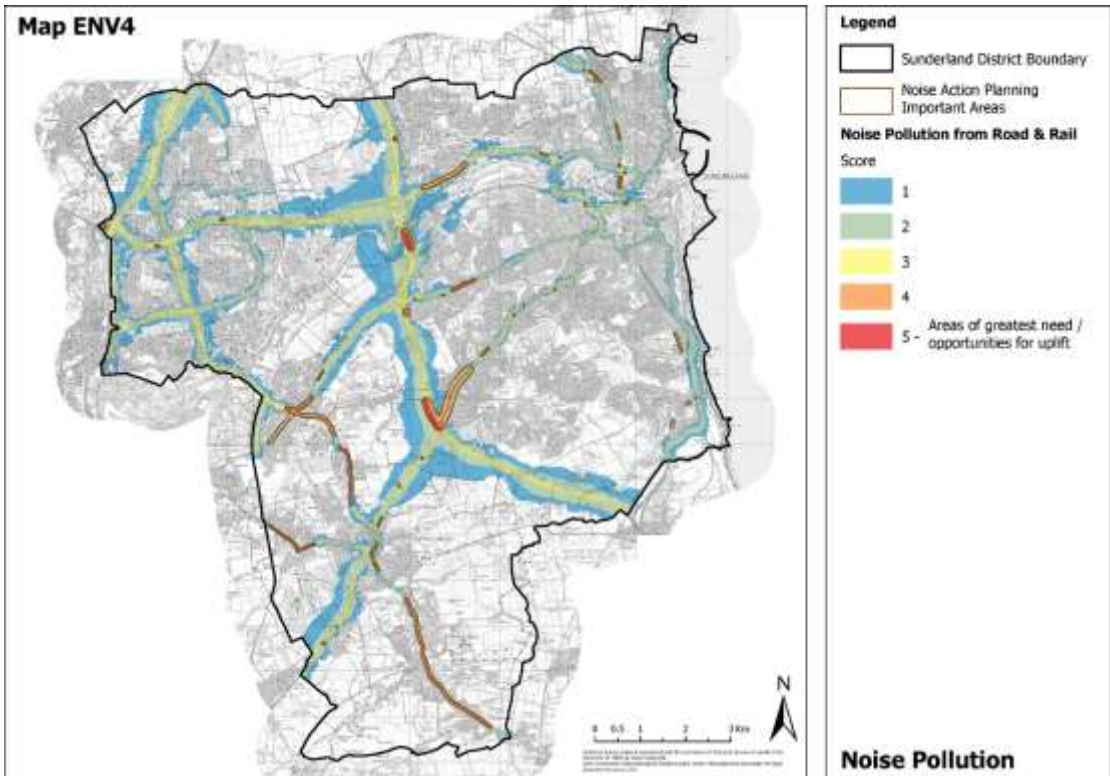 Map ENV4
Legend
Sunderland District Boundary
Noise Action Planning
Important Areas
Noise Pollution from Road & Rail
Score
1
2
3
4
5 - Areas of greatest need /
opportunities for uplift
N
0 0.5 1 2 3 Km
Noise Pollution